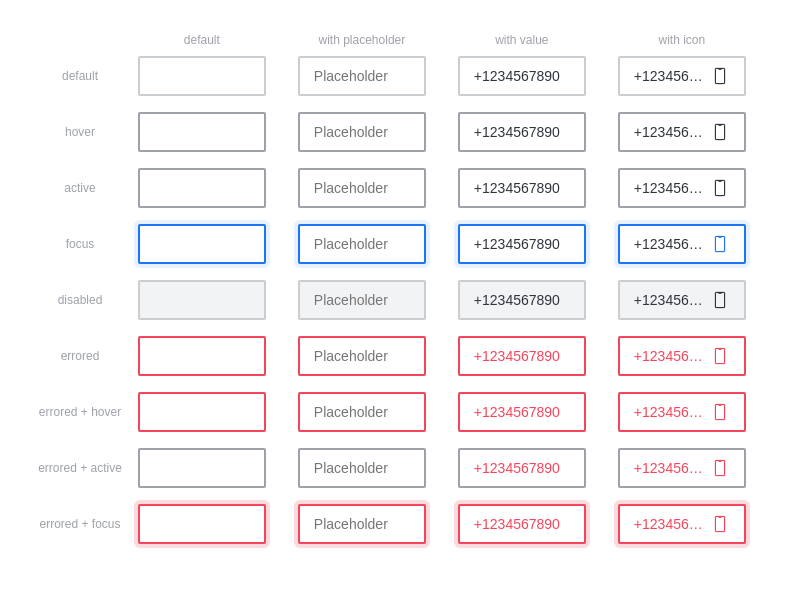 default with placeholder with value with icon
default Placeholder +1234567890 +123456…
hover Placeholder +1234567890 +123456…
active Placeholder +1234567890 +123456…
focus Placeholder +1234567890 +123456…
disabled Placeholder +1234567890 +123456…
errored Placeholder +1234567890 +123456…
errored + hover Placeholder +1234567890 +123456…
errored + active Placeholder +1234567890 +123456…
errored + focus Placeholder +1234567890 +123456…